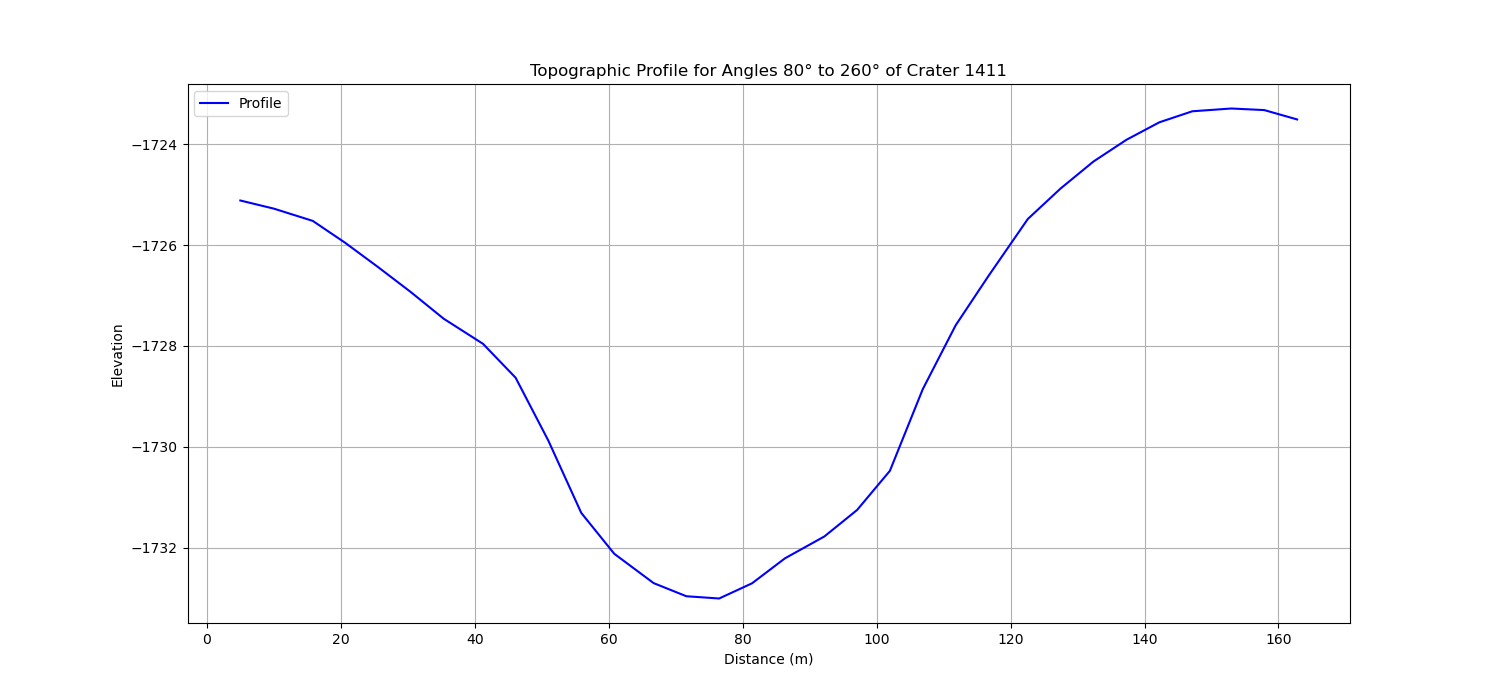 Topographic Profile for Angles 80° to 260° of Crater 1411
Profile
−1724
−1726
−1728
−1730
−1732
Elevation
0 20 40 60 80 100 120 140 160
Distance (m)